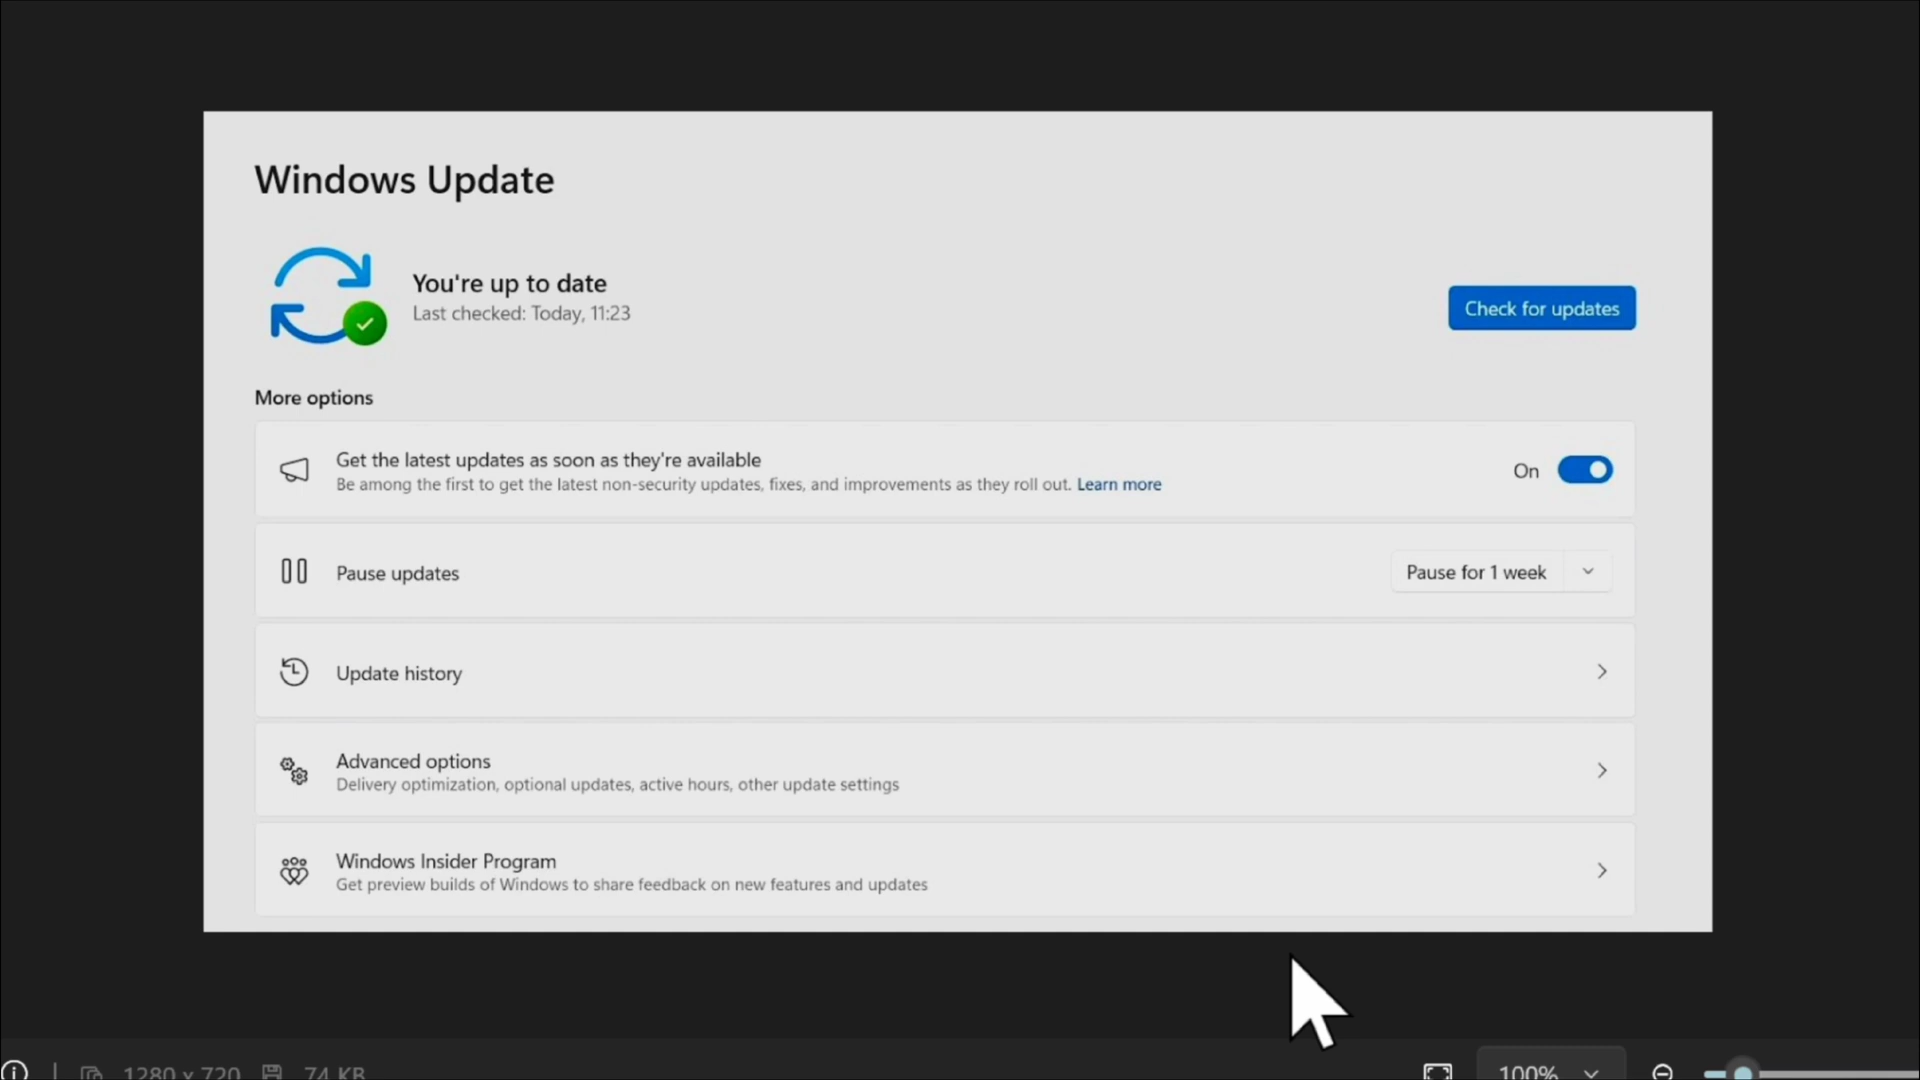 Windows Update
You're up to date
Last checked: Today, 11:23
Check for updates
More options
Get the latest updates as soon as they're available
Be among the first to get the latest non-security updates, fixes, and improvements as they roll out. Learn more
On
Pause updates
Pause for 1 week
Update history
Advanced options
Delivery optimization, optional updates, active hours, other update settings
Windows Insider Program
Get preview builds of Windows to share feedback on new features and updates
1280 x 720
74 KB
100%